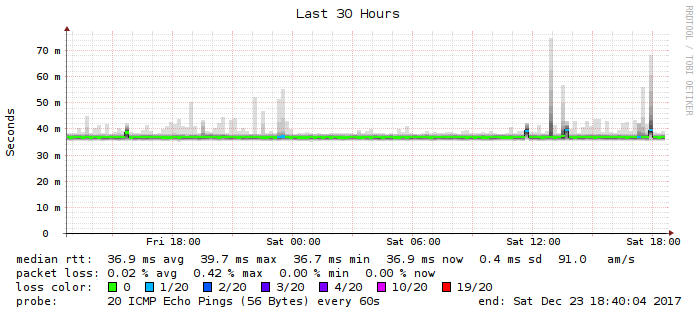 Last 30 Hours
RRDTOOL / TOBI OETIKER
Seconds
70 m
60 m
50 m
40 m
30 m
20 m
10 m
0
Fri 18:00 Sat 00:00 Sat 06:00 Sat 12:00 Sat 18:00
median rtt: 36.9 ms avg 39.7 ms max 36.7 ms min 36.9 ms now 0.4 ms sd 91.0 am/s
packet loss: 0.02 % avg 0.42 % max 0.00 % min 0.00 % now
loss color: 0 1/20 2/20 3/20 4/20 10/20 19/20
probe: 20 ICMP Echo Pings (56 Bytes) every 60s end: Sat Dec 23 18:40:04 2017